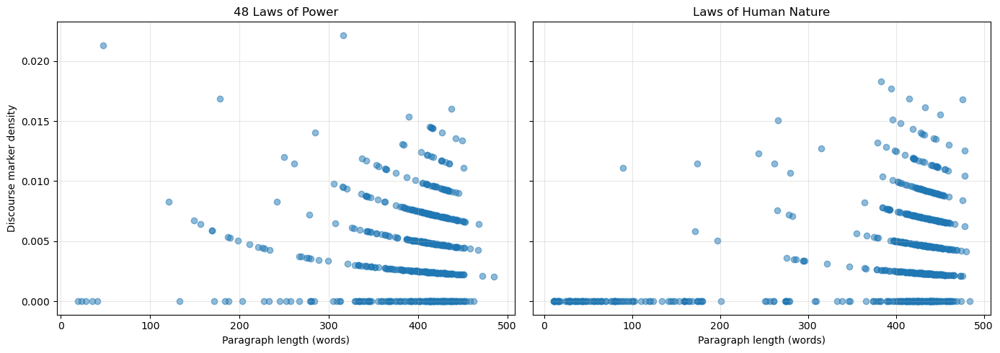 48 Laws of Power
Laws of Human Nature
Discourse marker density
0.020
0.015
0.010
0.005
0.000
0 100 200 300 400 500
0 100 200 300 400 500
Paragraph length (words)
Paragraph length (words)